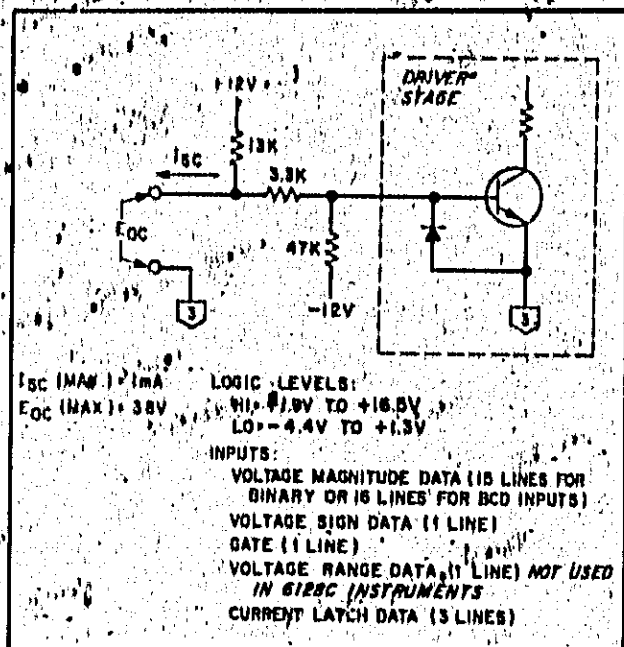 DRIVER
STAGE
+12V
13K
ISC
3.3K
EOC
47K
-12V
3
3
ISC (MAX) = 1mA
EOC (MAX) = 3.8V
LOGIC LEVELS:
HI = +1.9V TO +16.5V
LO = -4.4V TO +1.3V
INPUTS:
VOLTAGE MAGNITUDE DATA (15 LINES FOR
BINARY OR 16 LINES FOR BCD INPUTS)
VOLTAGE SIGN DATA (1 LINE)
GATE (1 LINE)
VOLTAGE RANGE DATA (1 LINE) NOT USED
IN 6128C INSTRUMENTS
CURRENT LATCH DATA (3 LINES)